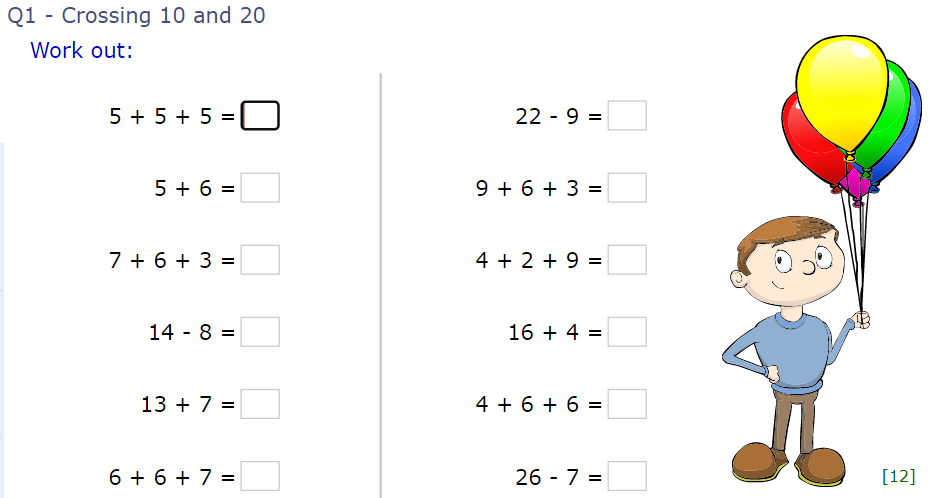 Q1 - Crossing 10 and 20
Work out:
5 + 5 + 5 =
5 + 6 =
7 + 6 + 3 =
14 - 8 =
13 + 7 =
6 + 6 + 7 =
22 - 9 =
9 + 6 + 3 =
4 + 2 + 9 =
16 + 4 =
4 + 6 + 6 =
26 - 7 =
[12]